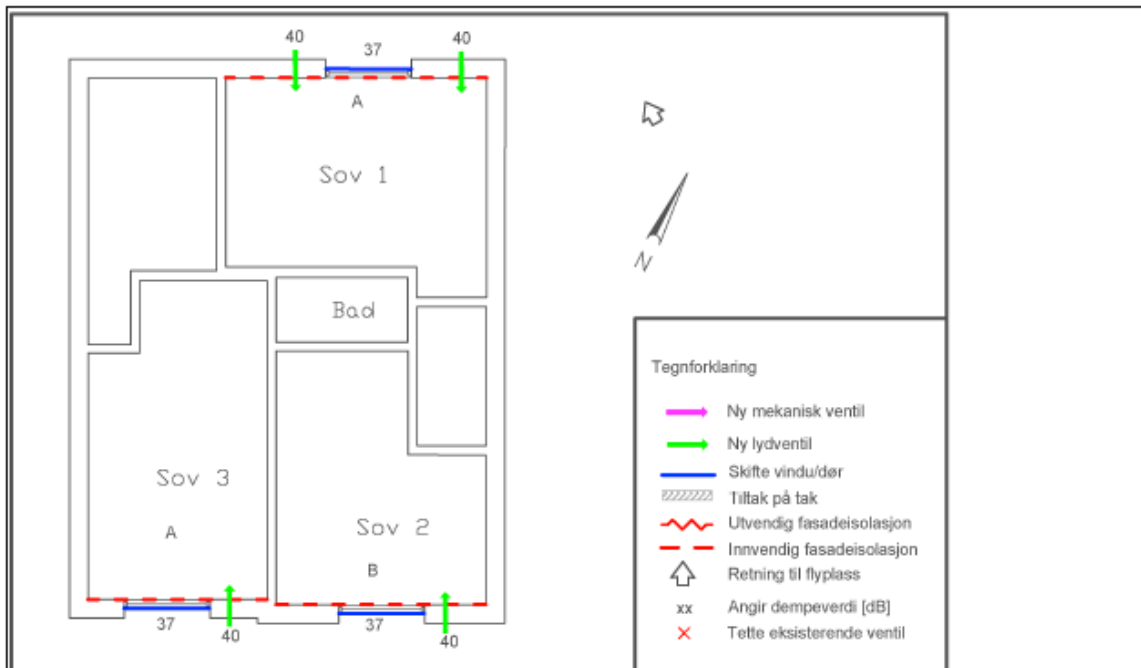 40
37
40
A
Sov 1
N
Bad
Sov 3
A
Sov 2
B
37
40
37
40
Tegnforklaring
Ny mekanisk ventil
Ny lydventil
Skifte vindu/dør
Tiltak på tak
Utvendig fasadeisolasjon
Innvendig fasadeisolasjon
Retning til flyplass
xx Angir dempeverdi [dB]
Tette eksisterende ventil